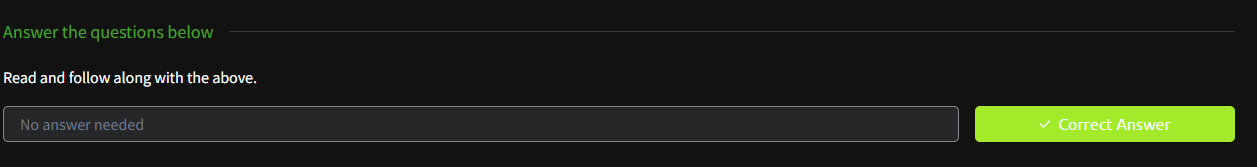 Answer the questions below
Read and follow along with the above.
No answer needed
✓ Correct Answer